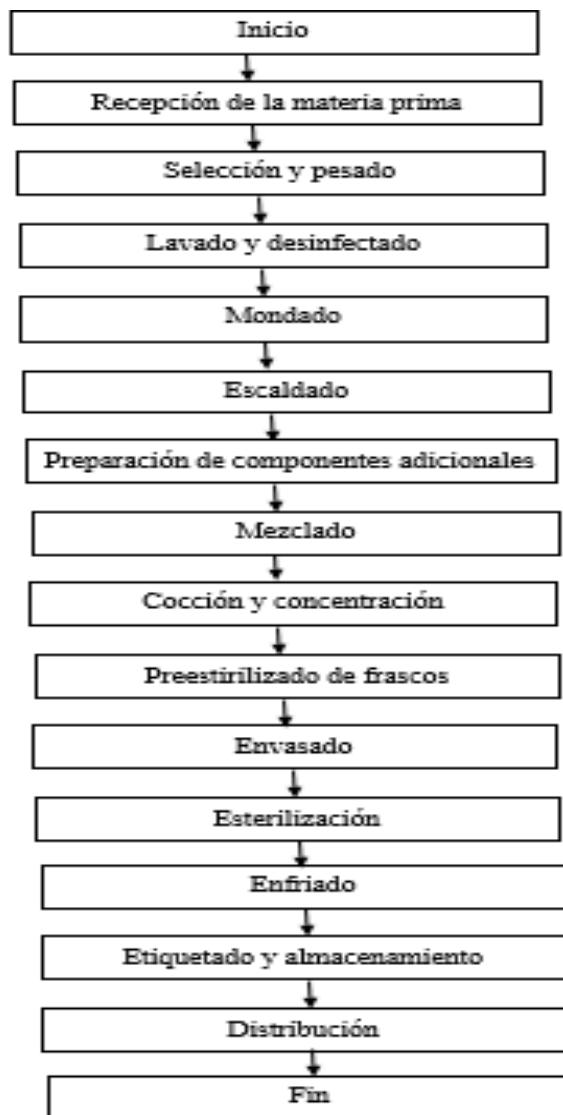 Inicio
Recepción de la materia prima
Selección y pesado
Lavado y desinfectado
Mondado
Escaldado
Preparación de componentes adicionales
Mezclado
Cocción y concentración
Preestirilizado de frascos
Envasado
Esterilización
Enfriado
Etiquetado y almacenamiento
Distribución
Fin